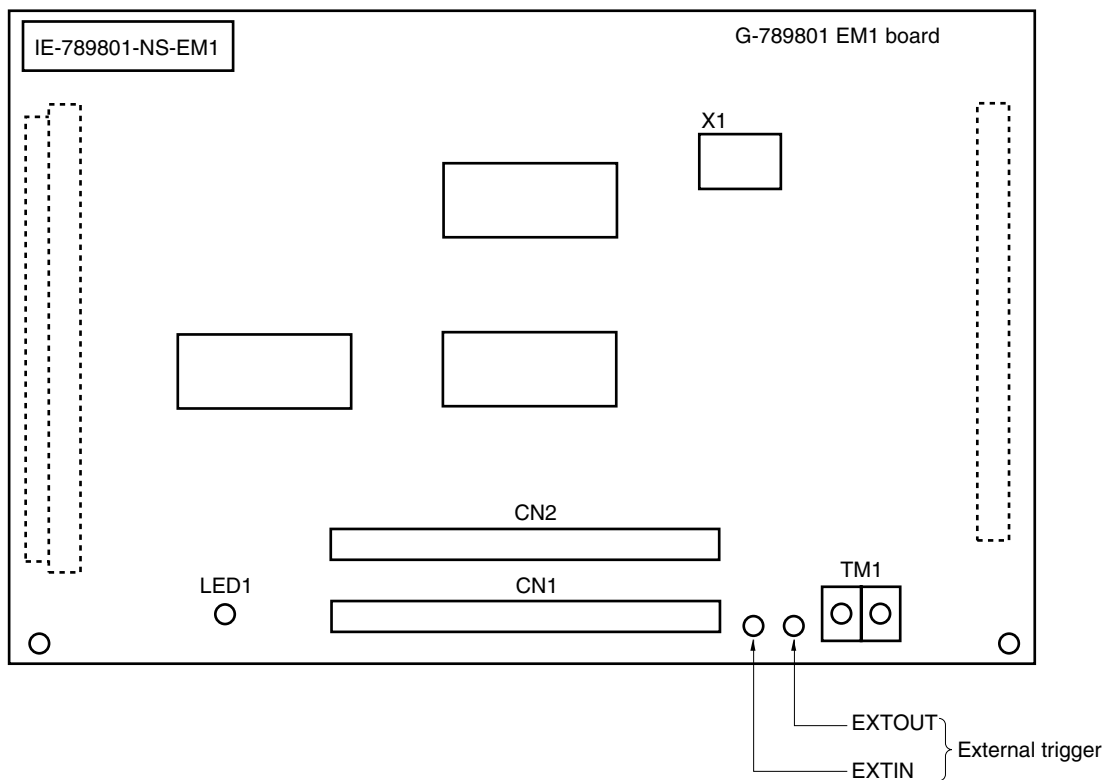 IE-789801-NS-EM1
G-789801 EM1 board
X1
CN2
LED1
CN1
TM1
EXTOUT
External trigger
EXTIN